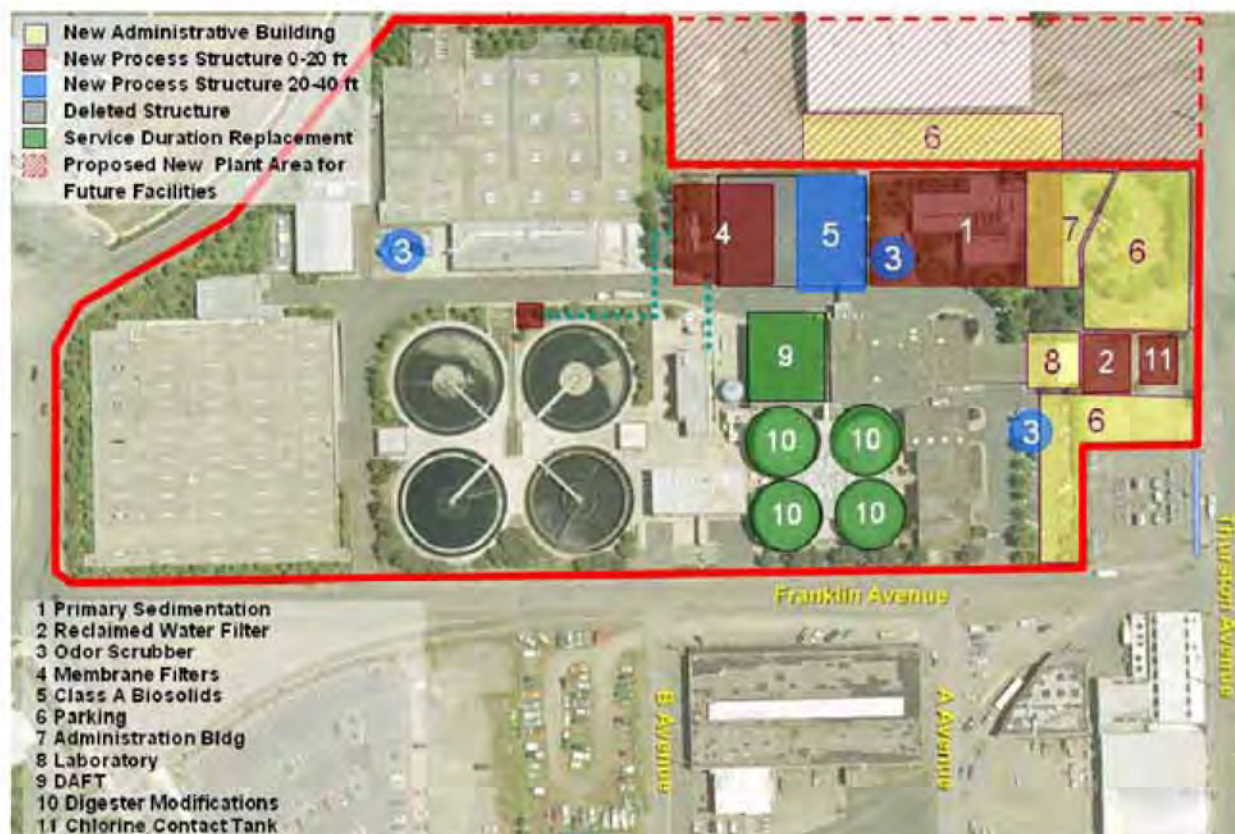 New Administrative Building
New Process Structure 0-20 ft
New Process Structure 20-40 ft
Deleted Structure
Service Duration Replacement
Proposed New Plant Area for
Future Facilities
6
3
4
5
3
1
7
6
9
8
2
11
3
6
10
10
10
10
Franklin Avenue
Thurston Avenue
B Avenue
A Avenue
1 Primary Sedimentation
2 Reclaimed Water Filter
3 Odor Scrubber
4 Membrane Filters
5 Class A Biosolids
6 Parking
7 Administration Bldg
8 Laboratory
9 DAFT
10 Digester Modifications
11 Chlorine Contact Tank